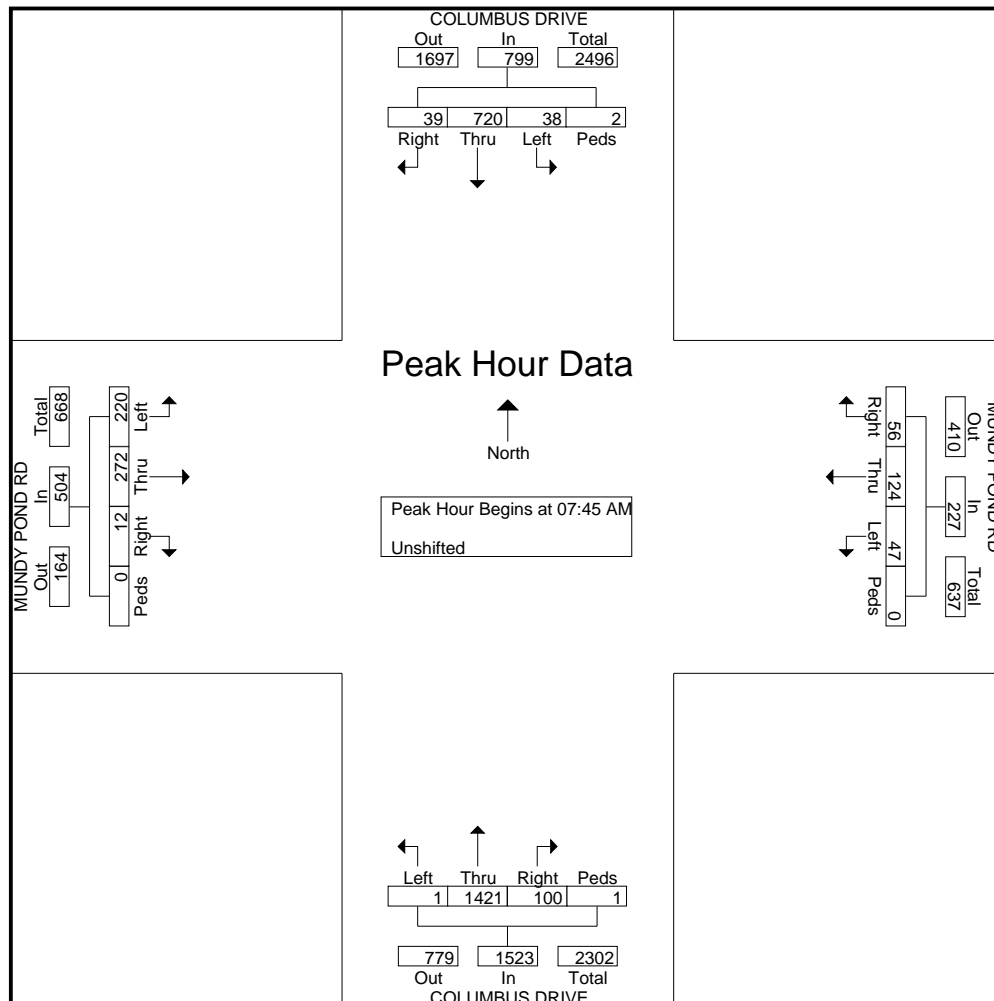 COLUMBUS DRIVE
Out In Total
1697 799 2496
39 720 38 2
Right Thru Left Peds
Peak Hour Data
North
Peak Hour Begins at 07:45 AM
Unshifted
MUNDY POND RD
Total In Out
668 504 164
220 272 12 0
Left Thru Right Peds
MUNDY POND RD
Out In Total
410 227 637
56 124 47 0
Right Thru Left Peds
Left Thru Right Peds
1 1421 100 1
779 1523 2302
Out In Total
COLUMBUS DRIVE